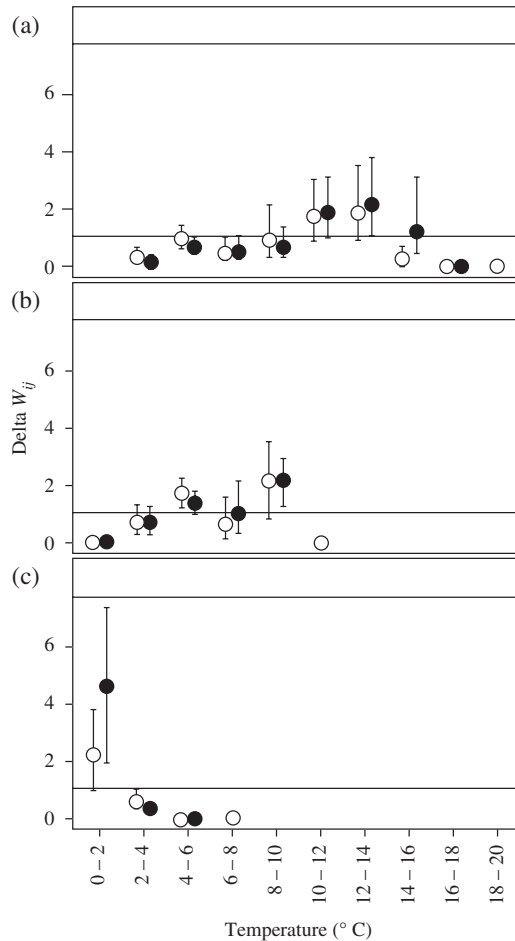 (a)
6
4
2
0
(b)
6
4
2
0
(c)
6
4
2
0
Delta W_ij
0 – 2
2 – 4
4 – 6
6 – 8
8 – 10
10 – 12
12 – 14
14 – 16
16 – 18
18 – 20
Temperature (° C)